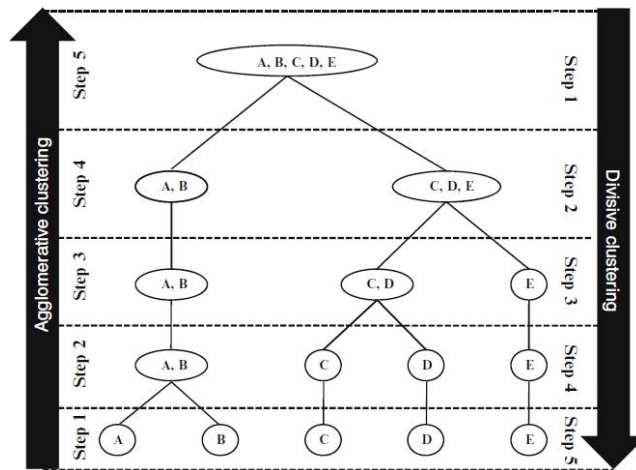 Agglomerative clustering
Divisive clustering
Step 5
A, B, C, D, E
Step 1
Step 4
A, B
C, D, E
Step 2
Step 3
A, B
C, D
E
Step 3
Step 2
A, B
C
D
E
Step 4
Step 1
A
B
C
D
E
Step 5